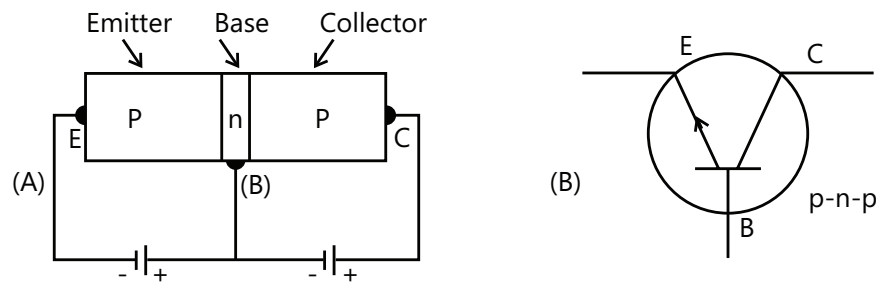 Emitter Base Collector
P n P
E C
(A) (B)
- + - +
E C
(B)
p-n-p
B